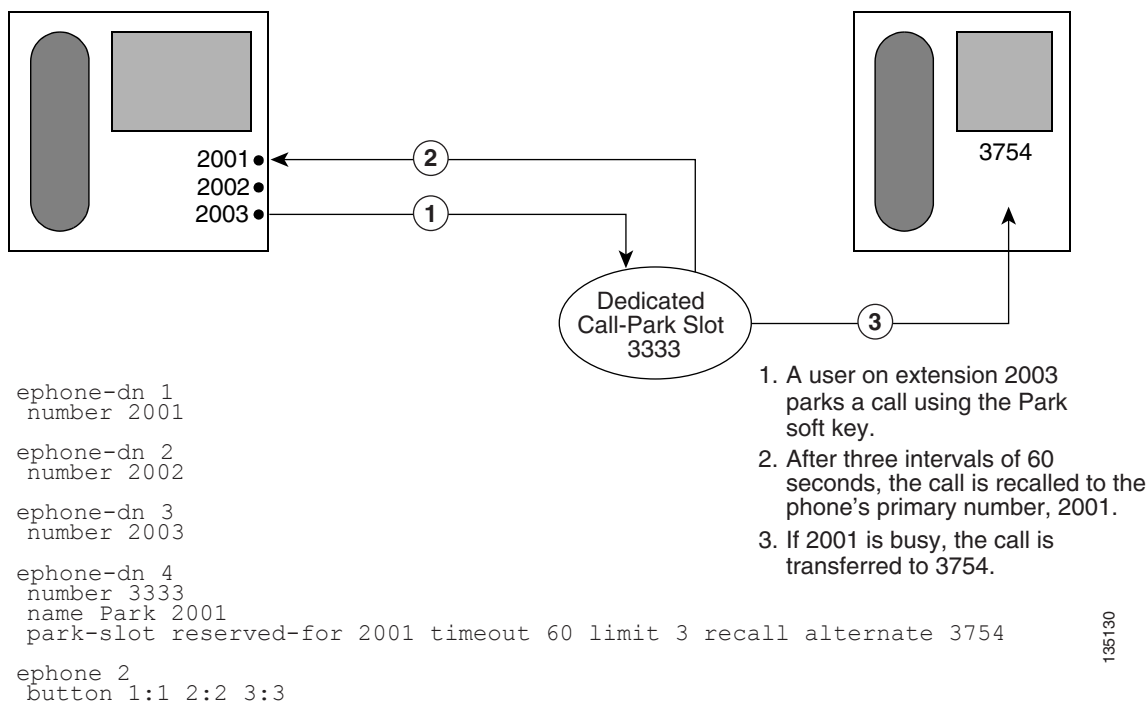 2001
2002
2003
2
1
3754
Dedicated
Call-Park Slot
3333
3
1. A user on extension 2003
parks a call using the Park
soft key.
2. After three intervals of 60
seconds, the call is recalled to the
phone's primary number, 2001.
3. If 2001 is busy, the call is
transferred to 3754.
ephone-dn 1
number 2001
ephone-dn 2
number 2002
ephone-dn 3
number 2003
ephone-dn 4
number 3333
name Park 2001
park-slot reserved-for 2001 timeout 60 limit 3 recall alternate 3754
ephone 2
button 1:1 2:2 3:3
135130